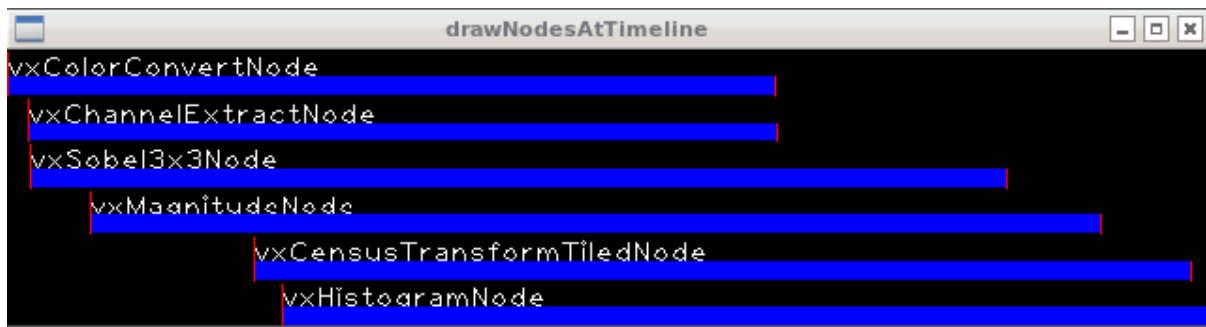 drawNodesAtTimeline
vxColorConvertNode
vxChannelExtractNode
vxSobel3x3Node
vxMagnitudeNode
vxCensusTransformTiledNode
vxHistogramNode